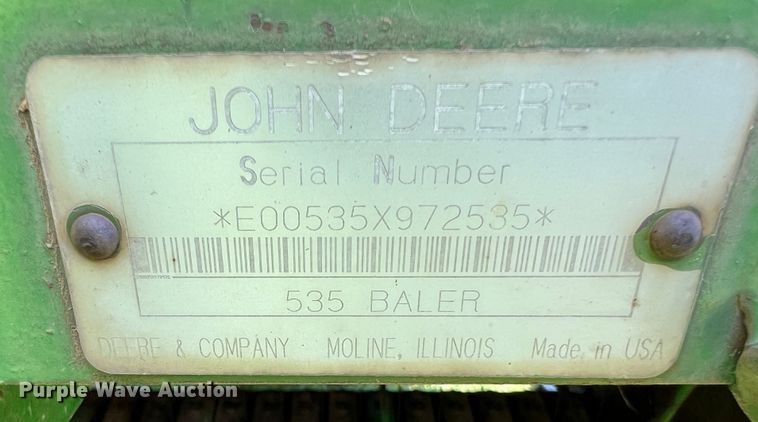 JOHN DEERE
Serial Number
*E00535X972535*
535 BALER
DEERE & COMPANY MOLINE, ILLINOIS Made in USA
Purple Wave Auction